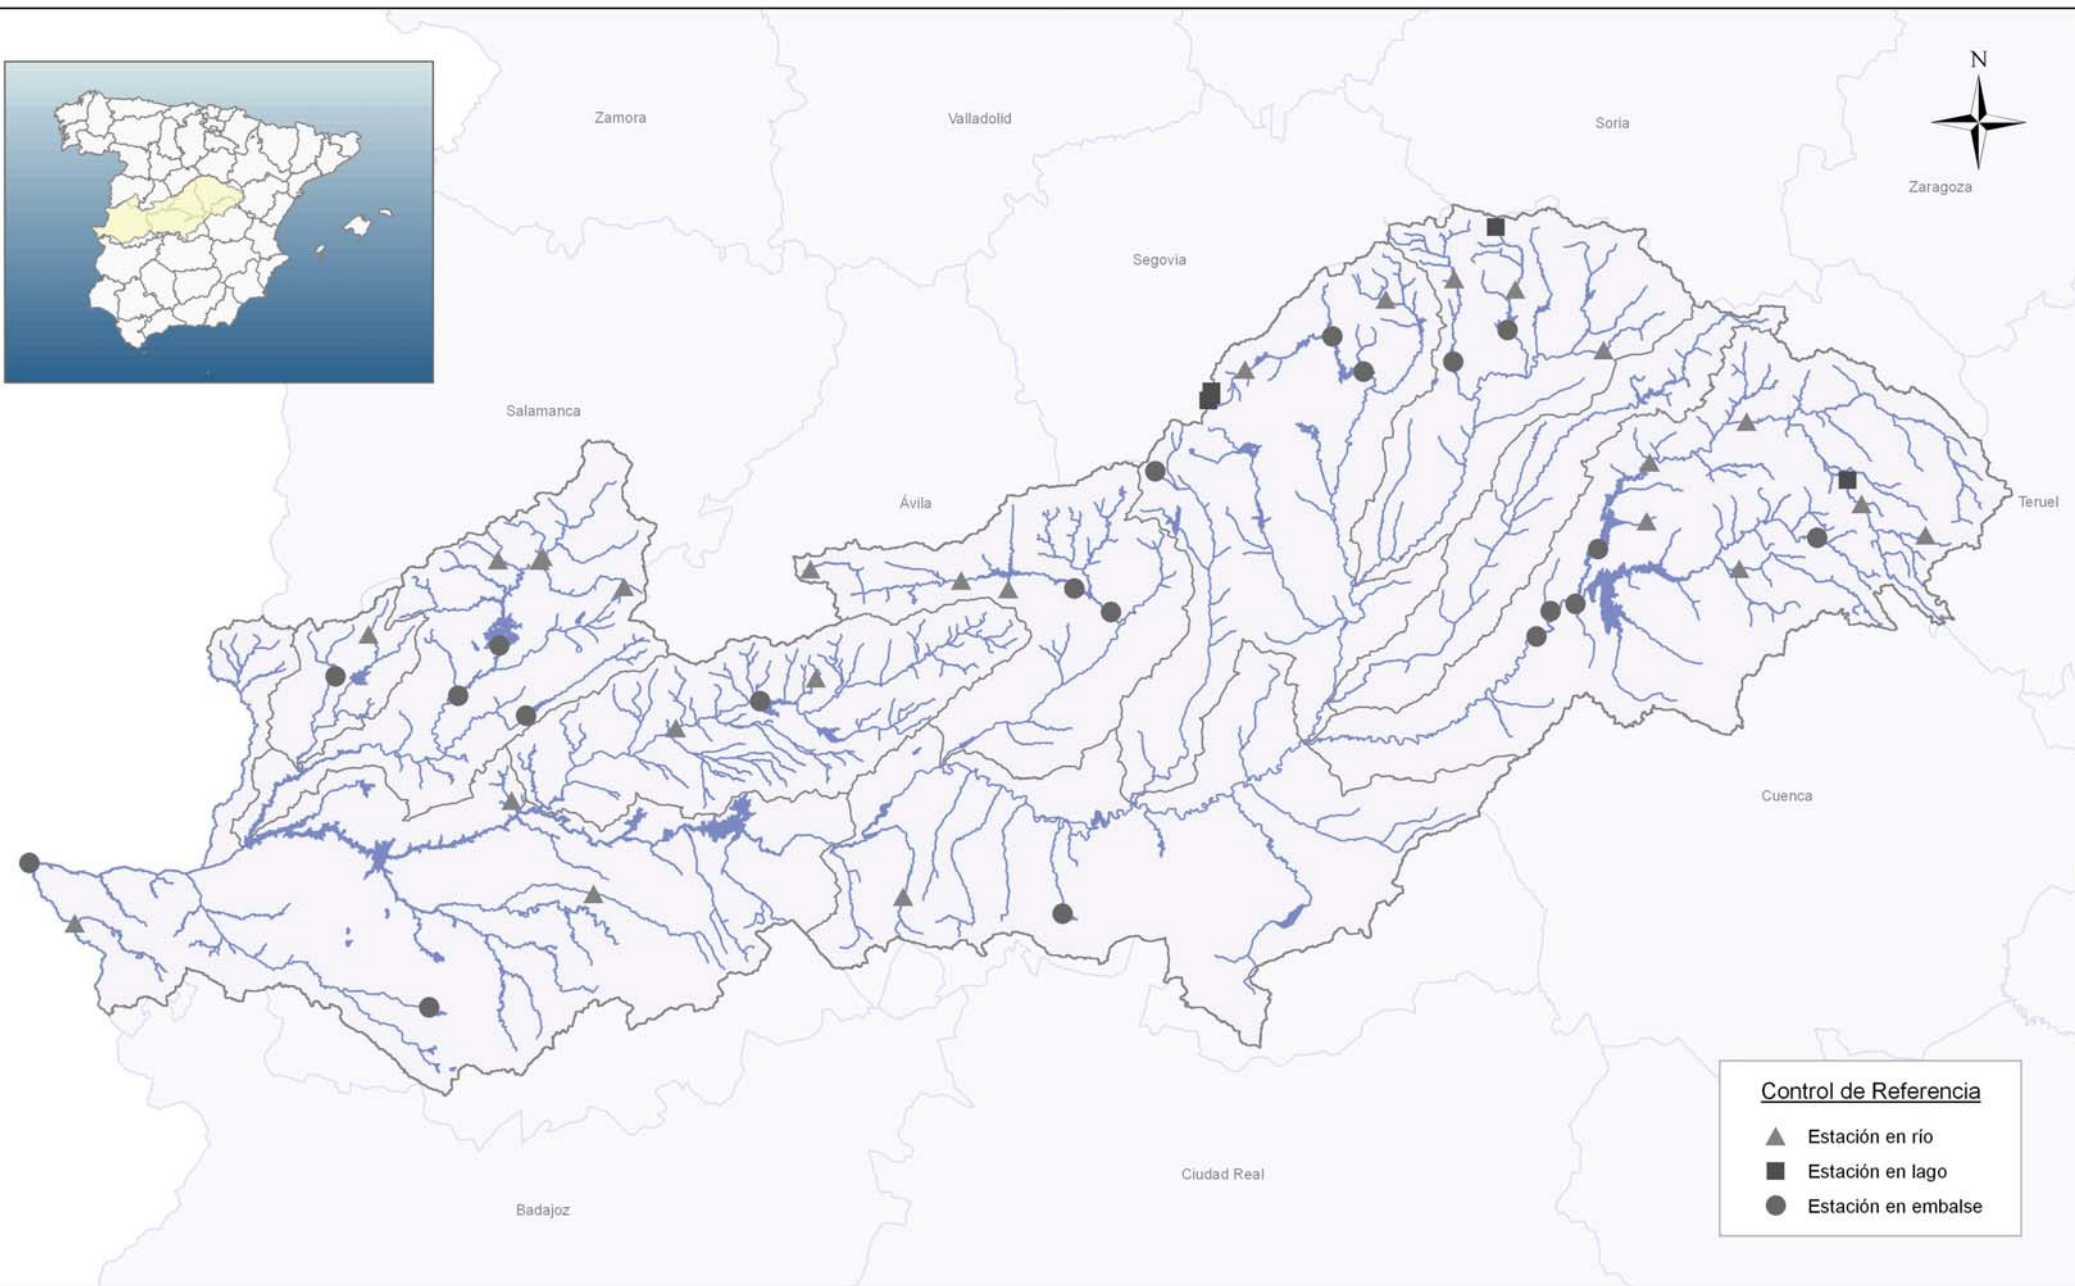 N
Zamora
Valladolid
Soria
Zaragoza
Segovia
Salamanca
Ávila
Teruel
Cuenca
Ciudad Real
Badajoz
Control de Referencia
Estación en río
Estación en lago
Estación en embalse